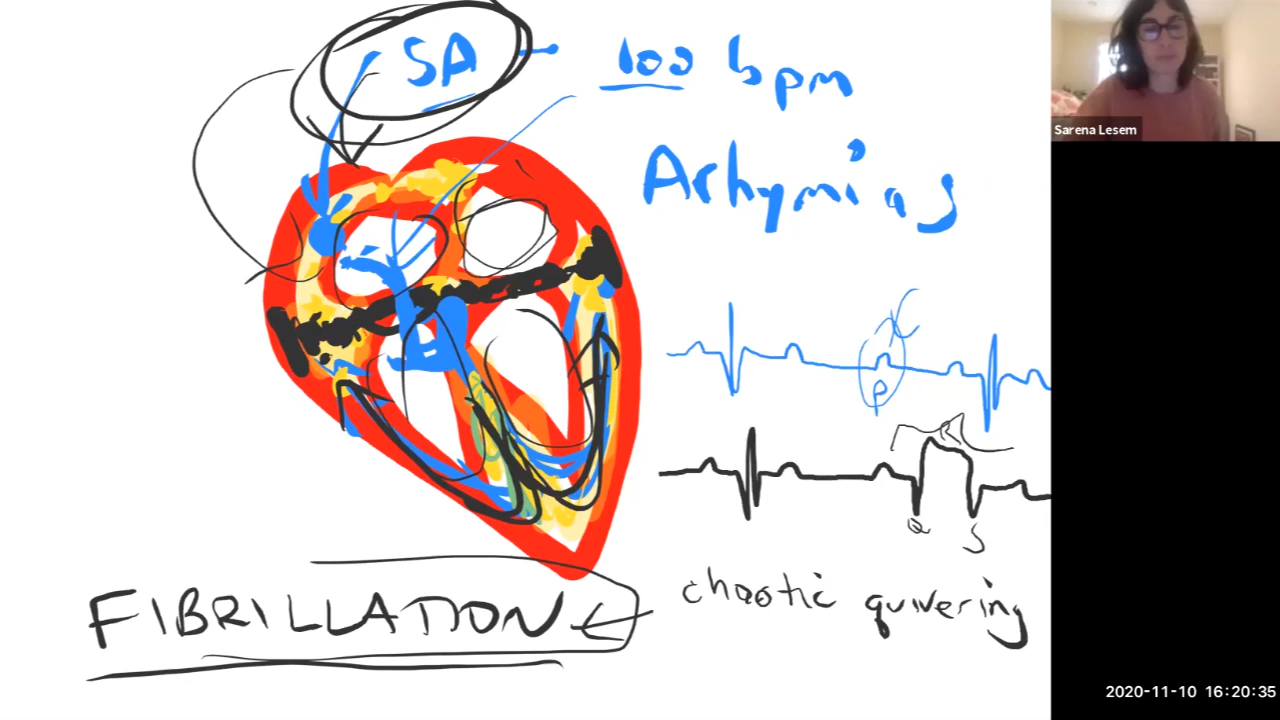 SA
100 bpm
Arhymias
P
Q
S
chaotic quivering
FIBRILLATION
Sarena Lesem
2020-11-10 16:20:35